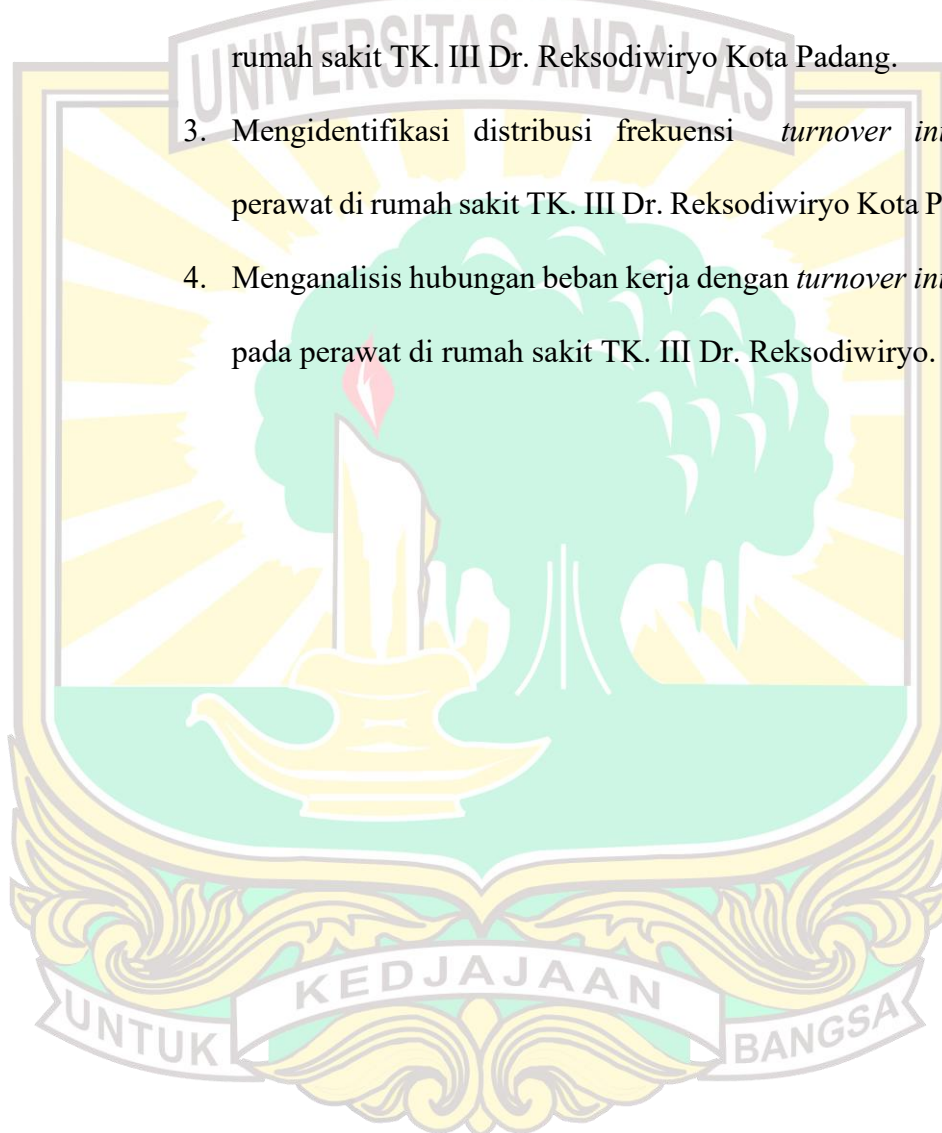 UNIVERSITAS ANDALAS
rumah sakit TK. III Dr. Reksodiwiryo Kota Padang.
3. Mengidentifikasi distribusi frekuensi turnover
perawat di rumah sakit TK. III Dr. Reksodiwiryo Kota
4. Menganalisis hubungan beban kerja dengan turnover
pada perawat di rumah sakit TK. III Dr. Reksodiwiryo.
KEDJAJAAN
UNTUK
BANGSA